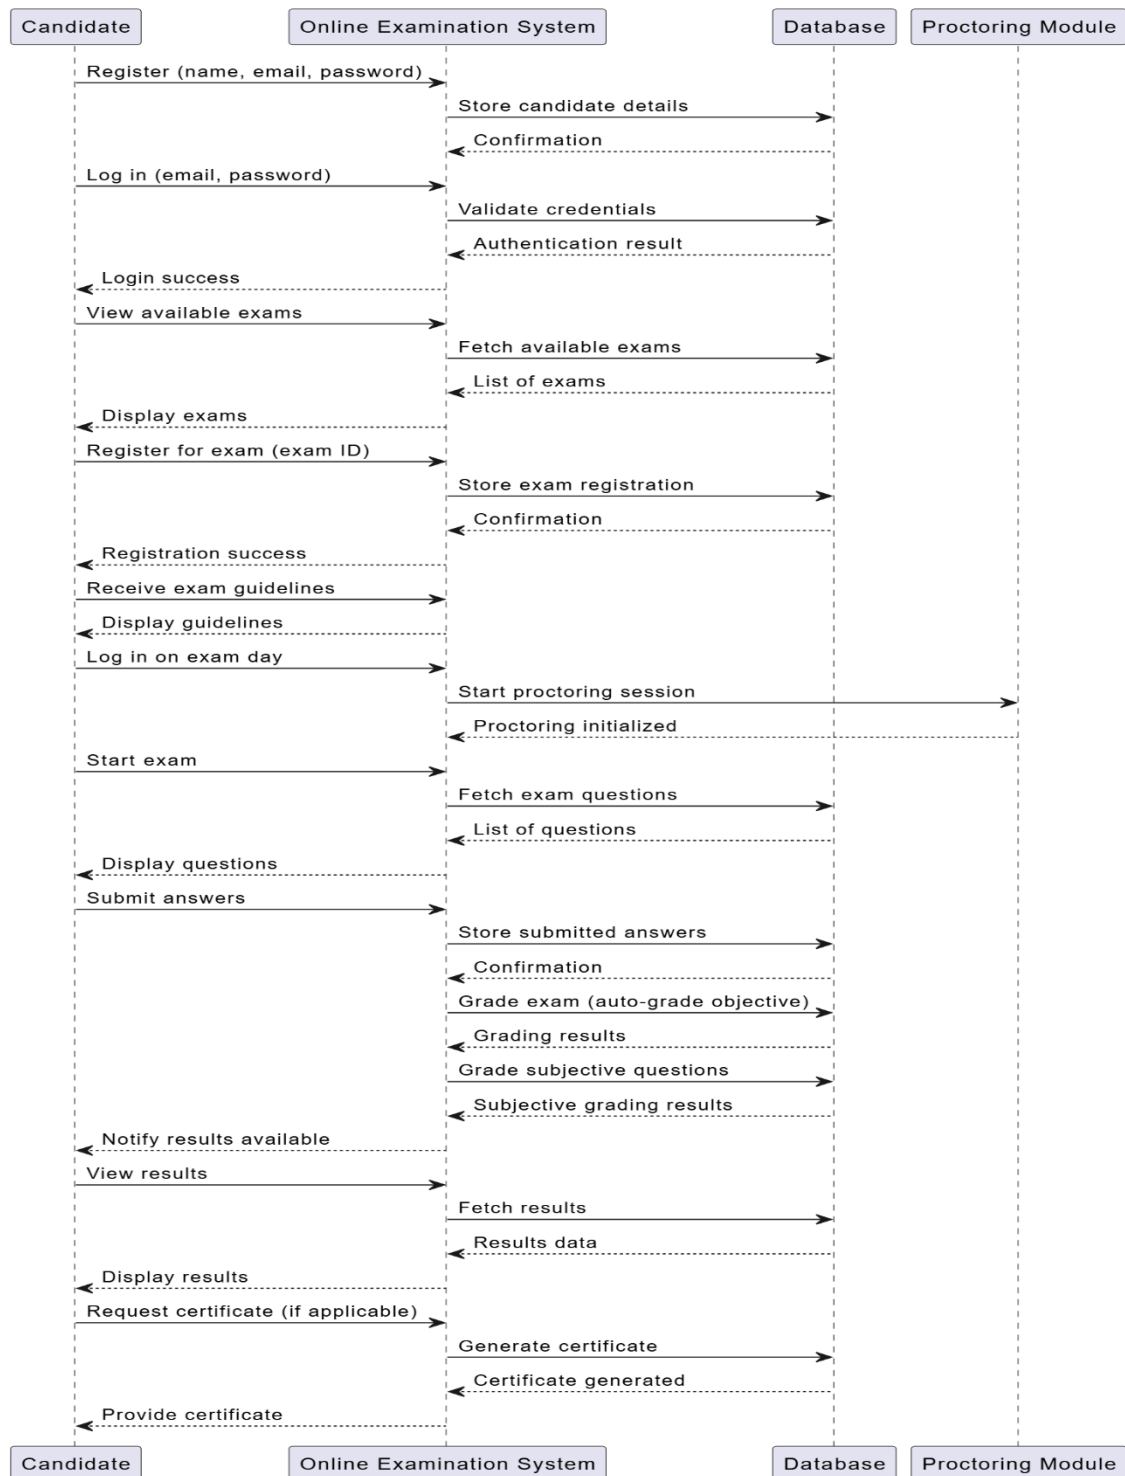 Candidate
Online Examination System
Database
Proctoring Module
Register (name, email, password)
Store candidate details
Confirmation
Log in (email, password)
Validate credentials
Authentication result
Login success
View available exams
Fetch available exams
List of exams
Display exams
Register for exam (exam ID)
Store exam registration
Confirmation
Registration success
Receive exam guidelines
Display guidelines
Log in on exam day
Start proctoring session
Proctoring initialized
Start exam
Fetch exam questions
List of questions
Display questions
Submit answers
Store submitted answers
Confirmation
Grade exam (auto-grade objective)
Grading results
Grade subjective questions
Subjective grading results
Notify results available
View results
Fetch results
Results data
Display results
Request certificate (if applicable)
Generate certificate
Certificate generated
Provide certificate
Candidate
Online Examination System
Database
Proctoring Module